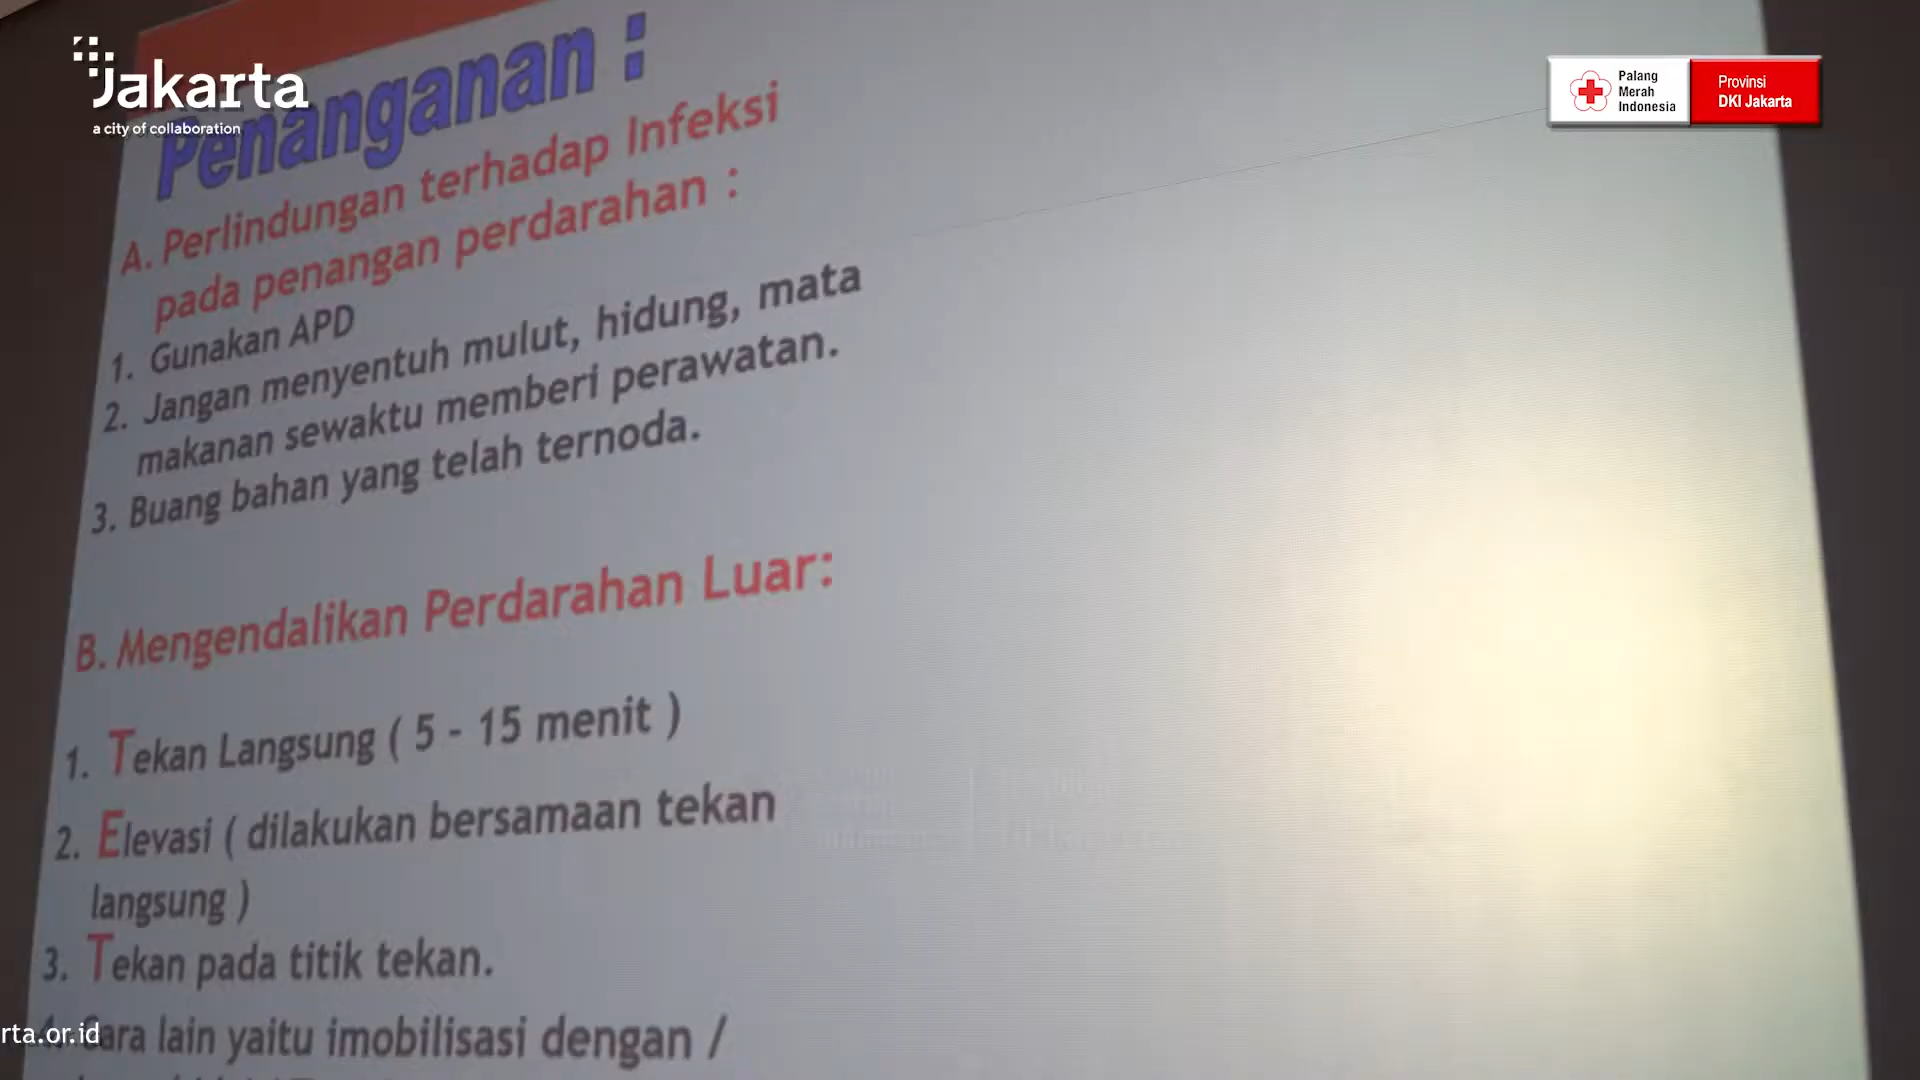 Jakarta
a city of collaboration
Palang
Merah
Indonesia
Provinsi
DKI Jakarta
Penanganan :
A. Perlindungan terhadap Infeksi
pada penangan perdarahan :
1. Gunakan APD
2. Jangan menyentuh mulut, hidung, mata
makanan sewaktu memberi perawatan.
3. Buang bahan yang telah ternoda.
B. Mengendalikan Perdarahan Luar:
1. Tekan Langsung ( 5 - 15 menit )
2. Elevasi ( dilakukan bersamaan tekan
langsung )
3. Tekan pada titik tekan.
Cara lain yaitu imobilisasi dengan /
rta.or.id